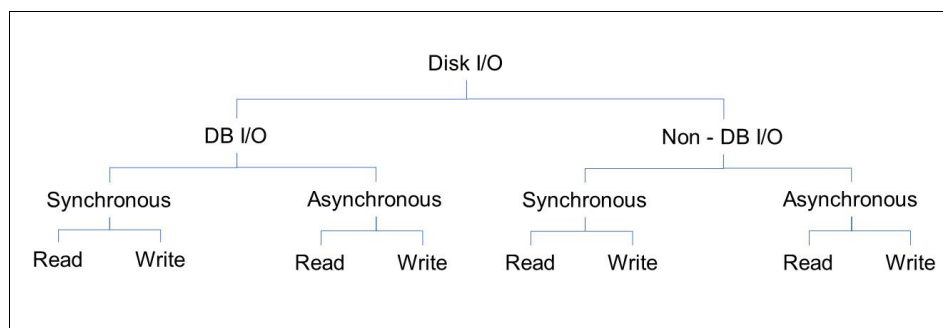 Disk I/O
DB I/O
Non - DB I/O
Synchronous
Asynchronous
Synchronous
Asynchronous
Read
Write
Read
Write
Read
Write
Read
Write